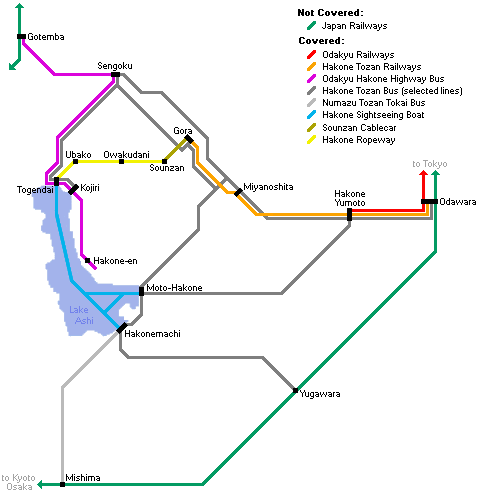 Not Covered:
Japan Railways
Covered:
Odakyu Railways
Hakone Tozan Railways
Odakyu Hakone Highway Bus
Hakone Tozan Bus (selected lines)
Numazu Tozan Tokai Bus
Hakone Sightseeing Boat
Sounzan Cablecar
Hakone Ropeway
Gotemba
Sengoku
Gora
Ubako
Owakudani
Sounzan
Togendai
Kojiri
Miyanoshita
to Tokyo
Hakone
Yumoto
Odawara
Hakone-en
Moto-Hakone
Lake
Ashi
Hakonemachi
Yugawara
Mishima
to Kyoto
Osaka